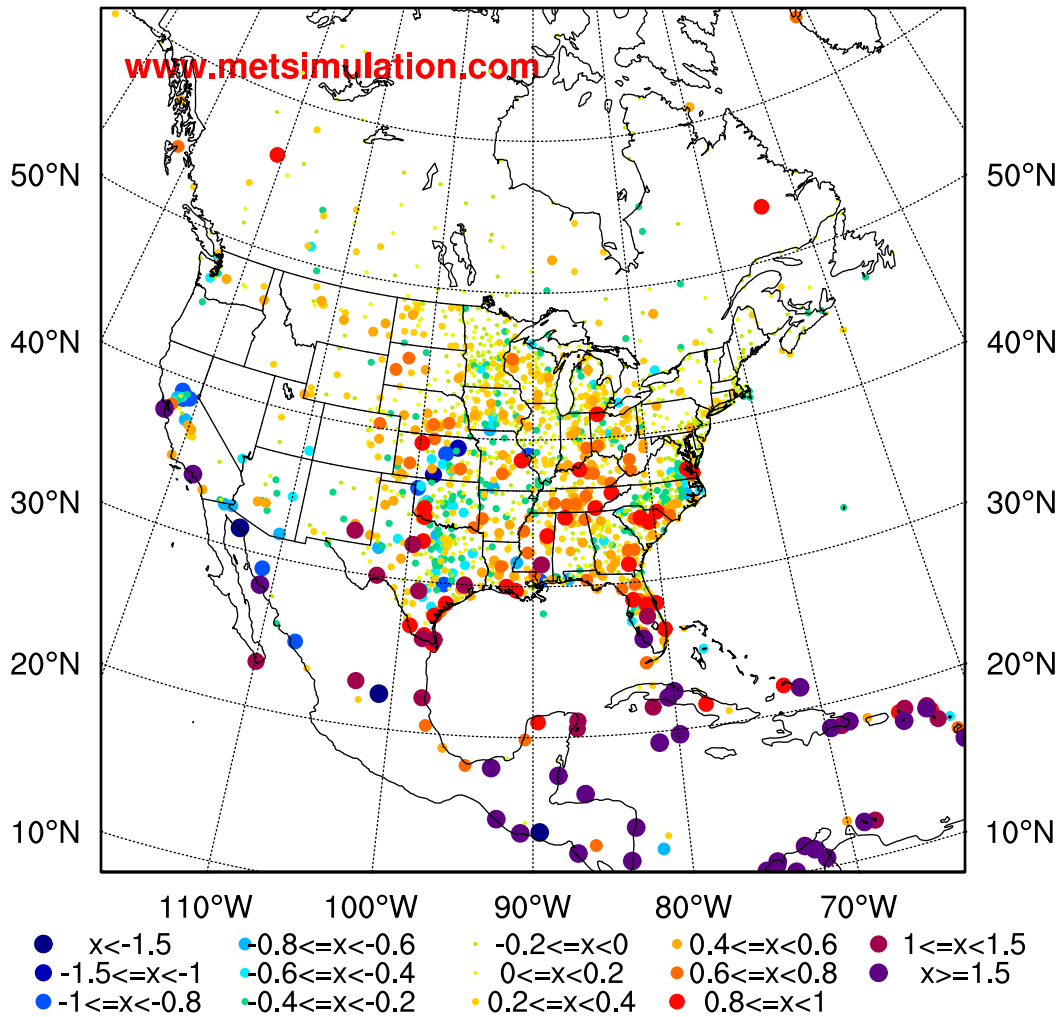 www.metsimulation.com
50°N 50°N
40°N 40°N
30°N 30°N
20°N 20°N
10°N 10°N
110°W 100°W 90°W 80°W 70°W
x<-1.5 -0.8<=x<-0.6 -0.2<=x<0 0.4<=x<0.6 1<=x<1.5
-1.5<=x<-1 -0.6<=x<-0.4 0<=x<0.2 0.6<=x<0.8 x>=1.5
-1<=x<-0.8 -0.4<=x<-0.2 0.2<=x<0.4 0.8<=x<1